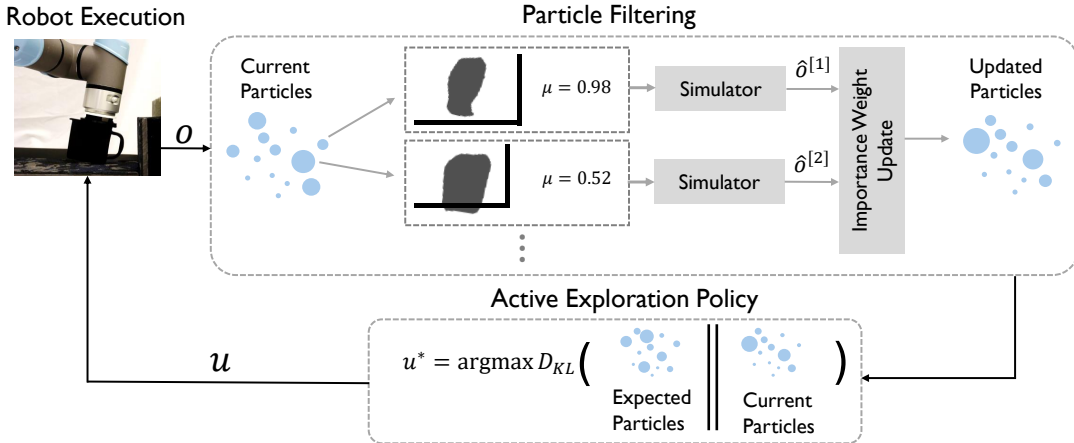 Robot Execution
Particle Filtering
Current
Particles
μ = 0.98
Simulator
ô[1]
Updated
Particles
o
μ = 0.52
Simulator
ô[2]
Importance Weight
Update
Active Exploration Policy
u
u* = argmax D_KL( || )
Expected
Particles
Current
Particles